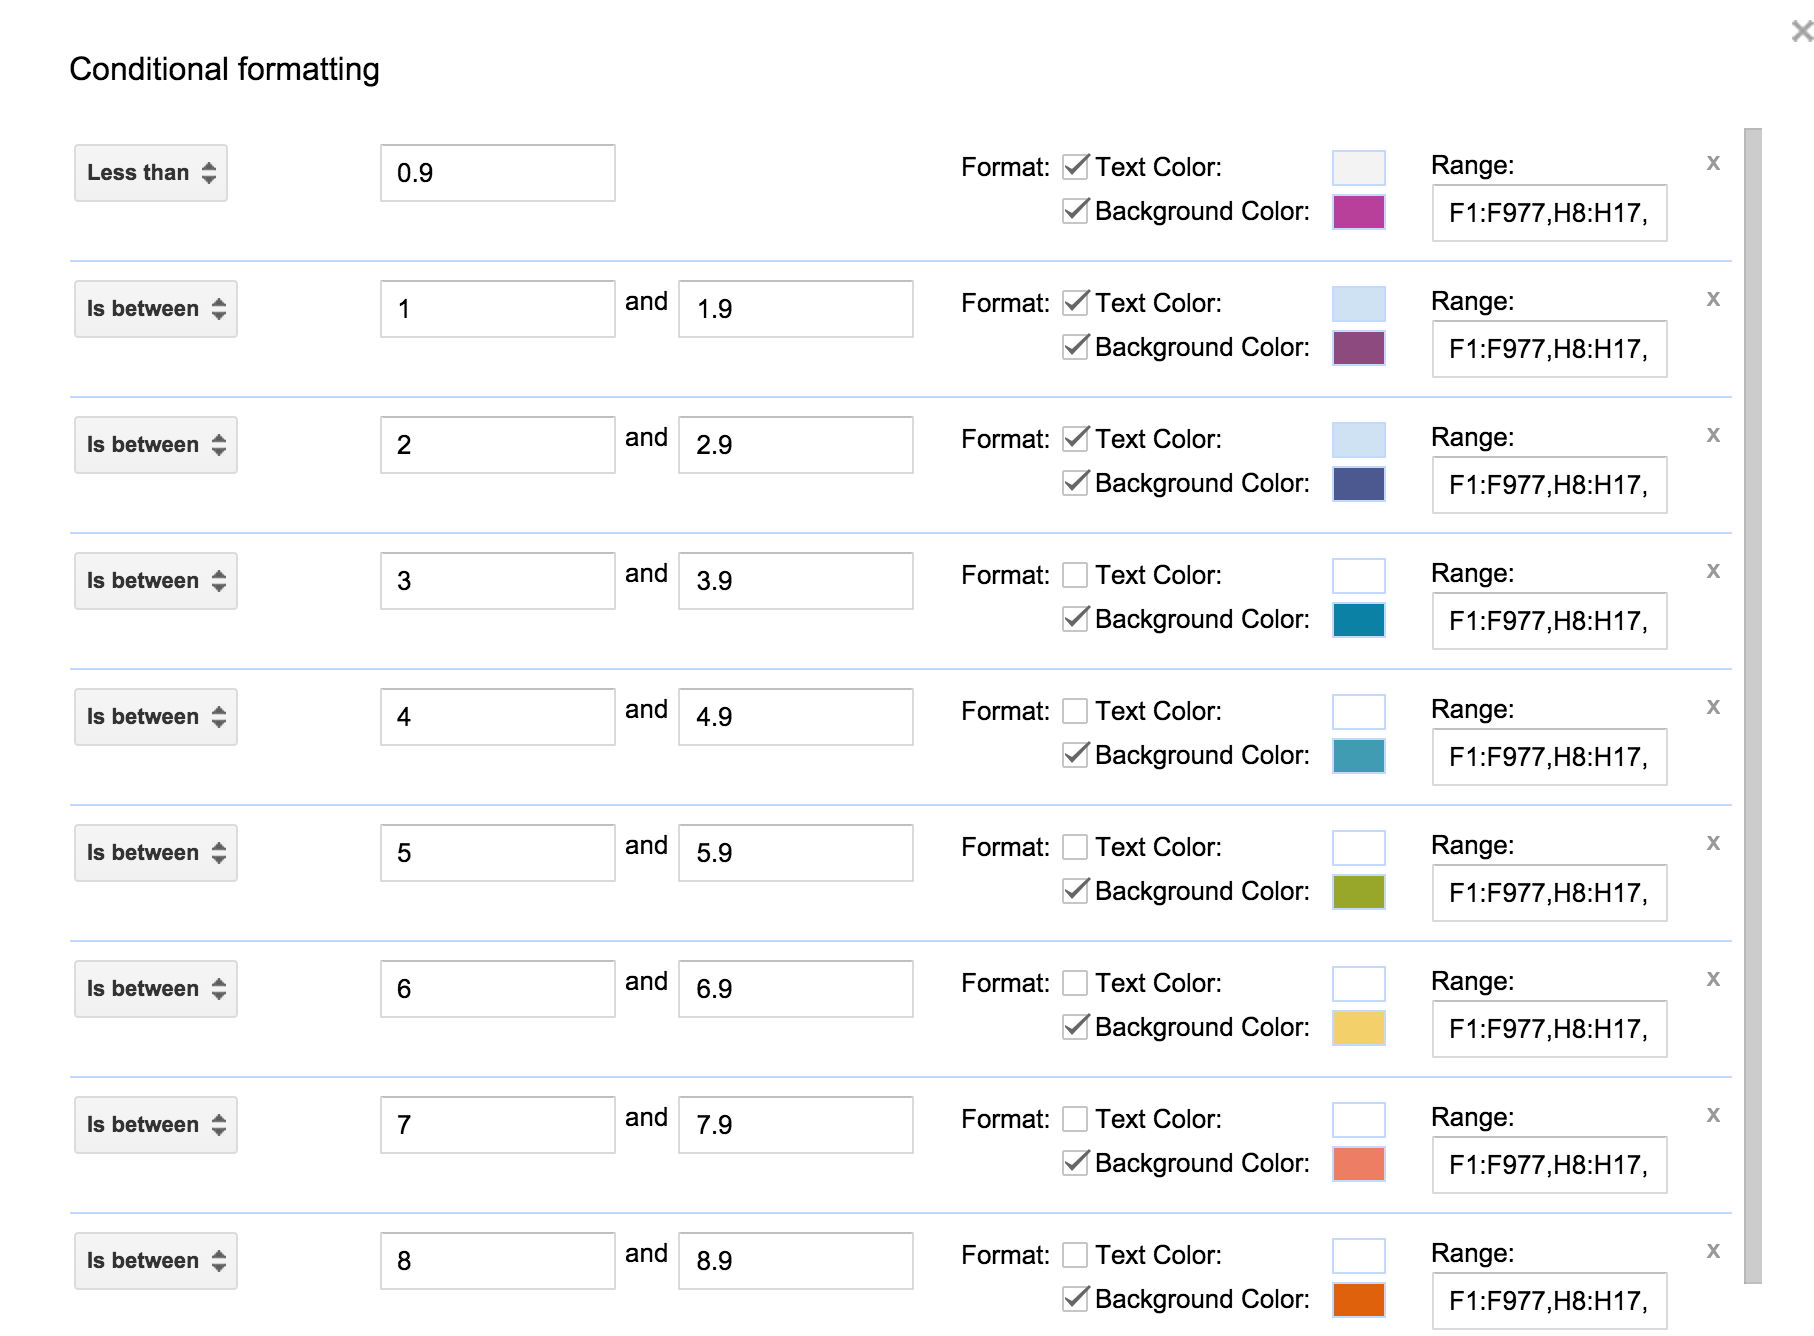 Conditional formatting
Less than 0.9 Format: Text Color: Range: x
Background Color: F1:F977,H8:H17,
Is between 1 and 1.9 Format: Text Color: Range: x
Background Color: F1:F977,H8:H17,
Is between 2 and 2.9 Format: Text Color: Range: x
Background Color: F1:F977,H8:H17,
Is between 3 and 3.9 Format: Text Color: Range: x
Background Color: F1:F977,H8:H17,
Is between 4 and 4.9 Format: Text Color: Range: x
Background Color: F1:F977,H8:H17,
Is between 5 and 5.9 Format: Text Color: Range: x
Background Color: F1:F977,H8:H17,
Is between 6 and 6.9 Format: Text Color: Range: x
Background Color: F1:F977,H8:H17,
Is between 7 and 7.9 Format: Text Color: Range: x
Background Color: F1:F977,H8:H17,
Is between 8 and 8.9 Format: Text Color: Range: x
Background Color: F1:F977,H8:H17,